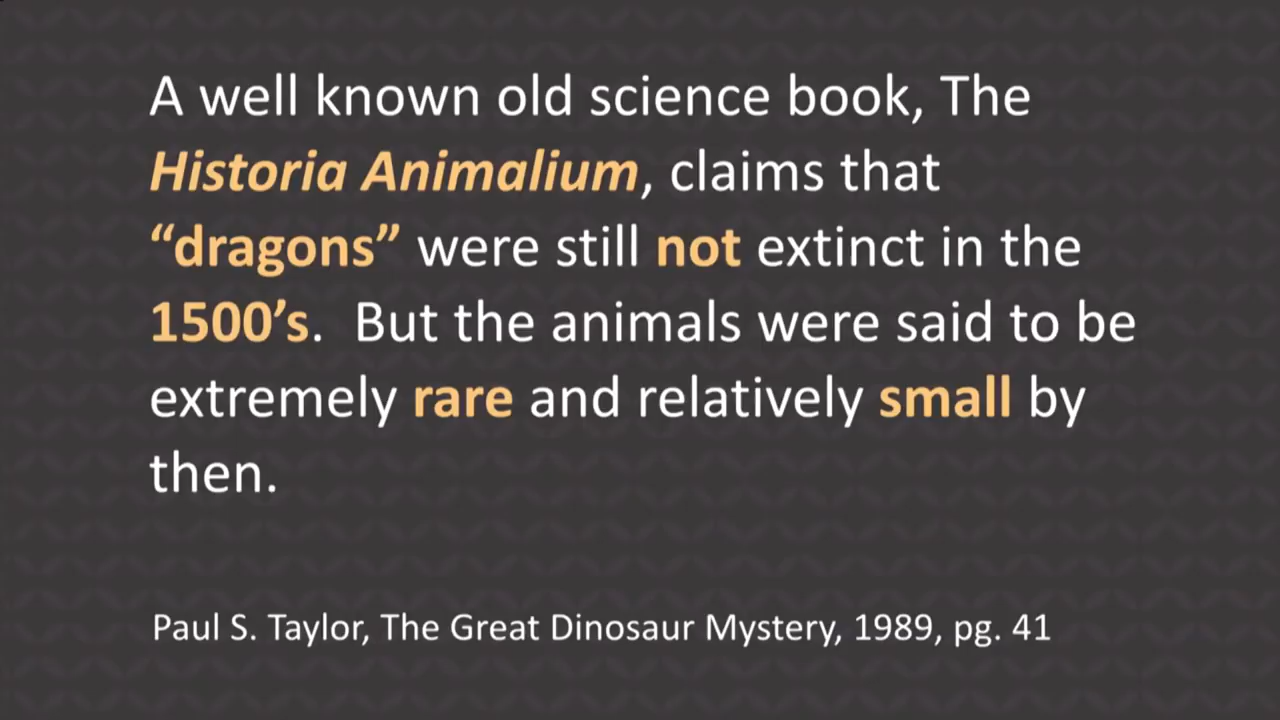 A well known old science book, The
Historia Animalium, claims that
“dragons” were still not extinct in the
1500’s.  But the animals were said to be
extremely rare and relatively small by
then.
Paul S. Taylor, The Great Dinosaur Mystery, 1989, pg. 41